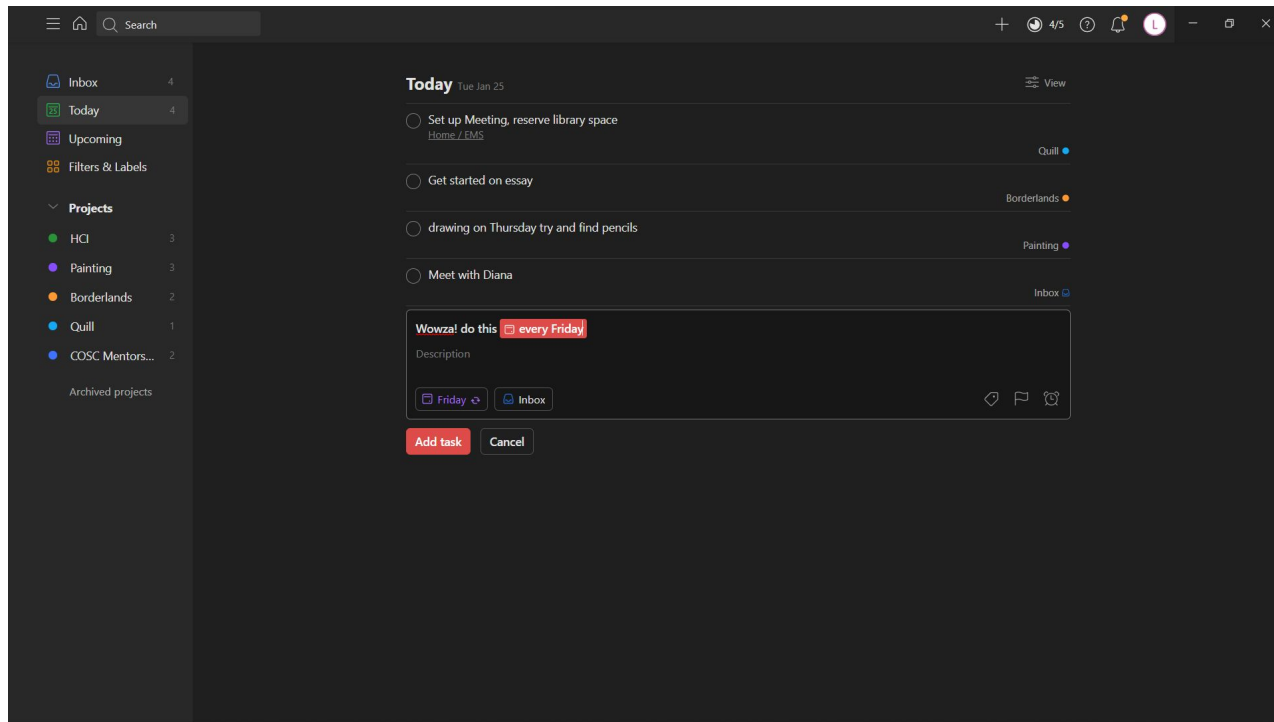 Search
4/5
L
Inbox 4
25 Today 4
Upcoming
Filters & Labels
Projects
HCI 3
Painting 3
Borderlands 2
Quill 1
COSC Mentors... 2
Archived projects
Today Tue Jan 25
View
Set up Meeting, reserve library space
Home / EMS
Quill
Get started on essay
Borderlands
drawing on Thursday try and find pencils
Painting
Meet with Diana
Inbox
Wowza! do this every Friday
Description
Friday Inbox
Add task Cancel